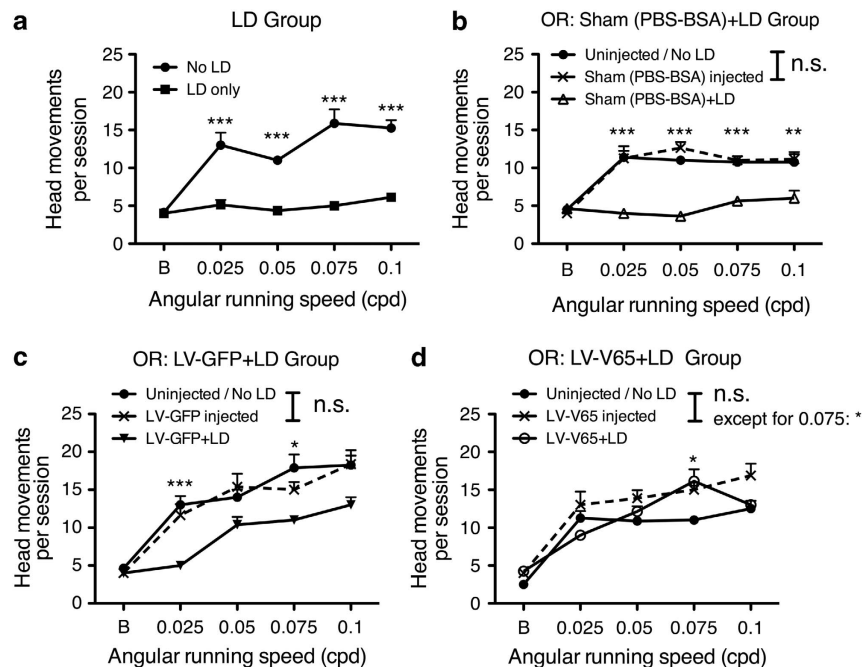 a
LD Group
No LD
LD only
Head movements
per session
25
20
15
10
5
0
***
***
***
***
B 0.025 0.05 0.075 0.1
Angular running speed (cpd)
b
OR: Sham (PBS-BSA)+LD Group
Uninjected / No LD
Sham (PBS-BSA) injected
Sham (PBS-BSA)+LD
n.s.
Head movements
per session
25
20
15
10
5
0
*** *** *** **
B 0.025 0.05 0.075 0.1
Angular running speed (cpd)
c
OR: LV-GFP+LD Group
Uninjected / No LD
LV-GFP injected
LV-GFP+LD
n.s.
Head movements
per session
25
20
15
10
5
0
***
*
B 0.025 0.05 0.075 0.1
Angular running speed (cpd)
d
OR: LV-V65+LD Group
Uninjected / No LD
LV-V65 injected
LV-V65+LD
n.s.
except for 0.075: *
Head movements
per session
25
20
15
10
5
0
*
B 0.025 0.05 0.075 0.1
Angular running speed (cpd)